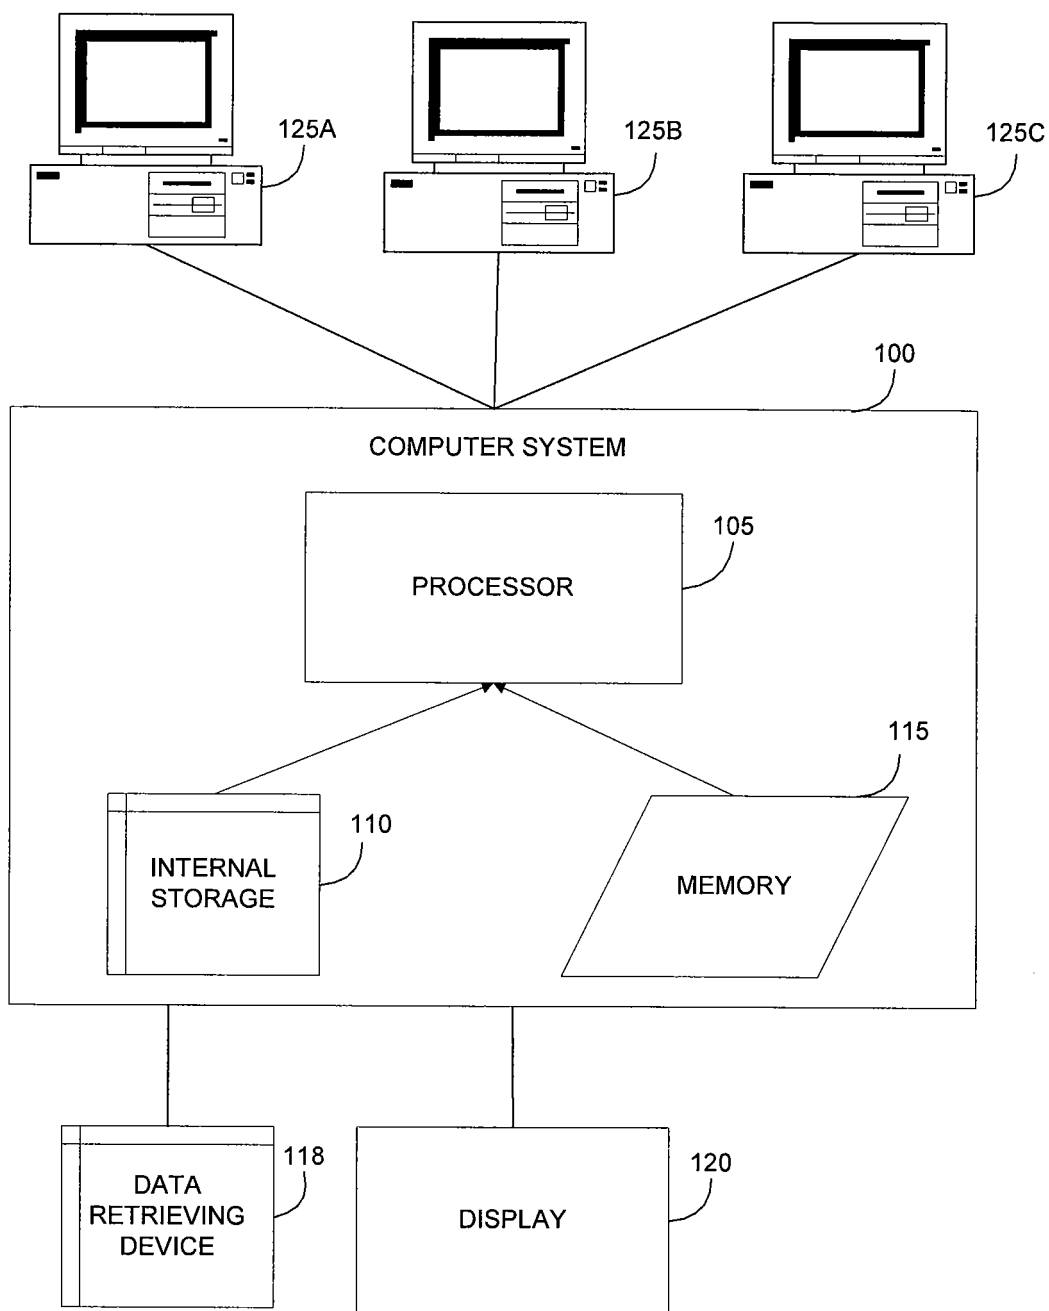 125A
125B
125C
100
COMPUTER SYSTEM
105
PROCESSOR
115
110
INTERNAL
STORAGE
MEMORY
118
120
DATA
RETRIEVING
DEVICE
DISPLAY